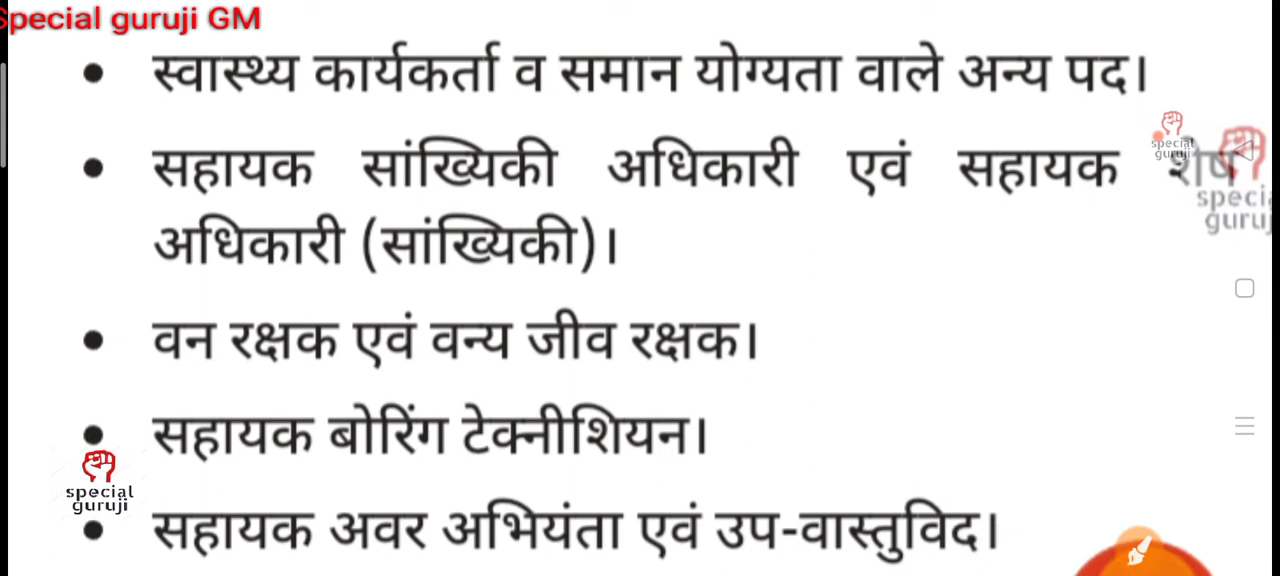 Special guruji GM
• स्वास्थ्य कार्यकर्ता व समान योग्यता वाले अन्य पद।
• सहायक सांख्यिकी अधिकारी एवं सहायक शोध
अधिकारी (सांख्यिकी)।
• वन रक्षक एवं वन्य जीव रक्षक।
• सहायक बोरिंग टेक्नीशियन।
• सहायक अवर अभियंता एवं उप-वास्तुविद।
special
guruji
special
guruji